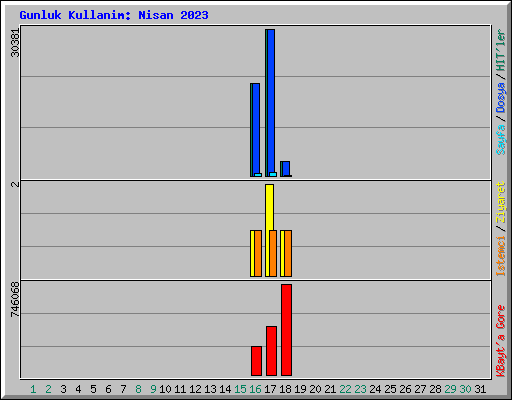 Gunluk Kullanim: Nisan 2023
30381
2
746068
Sayfa/Dosya/HIT'ler
Istemci/Ziyaret
KBayt'a Gore
1 2 3 4 5 6 7 8 9 10 11 12 13 14 15 16 17 18 19 20 21 22 23 24 25 26 27 28 29 30 31